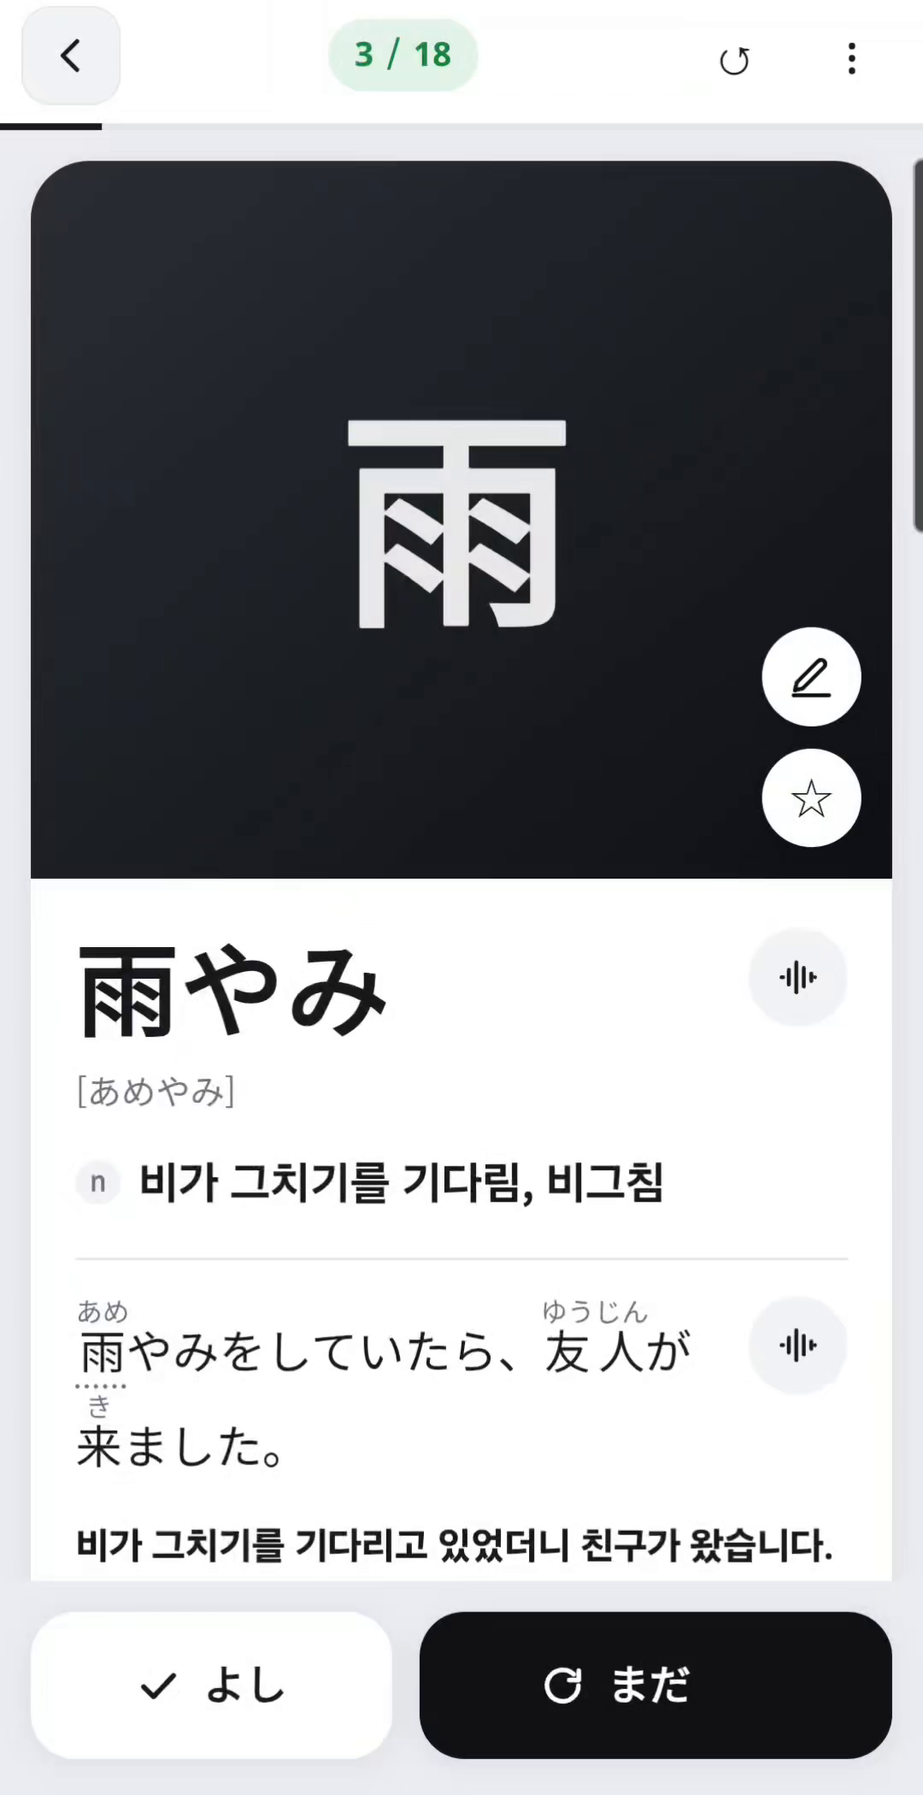 3 / 18
雨
雨やみ
[あめやみ]
n 비가 그치기를 기다림, 비그침
あめ ゆうじん
雨やみをしていたら、友人が
き
来ました。
비가 그치기를 기다리고 있었더니 친구가 왔습니다.
よし まだ